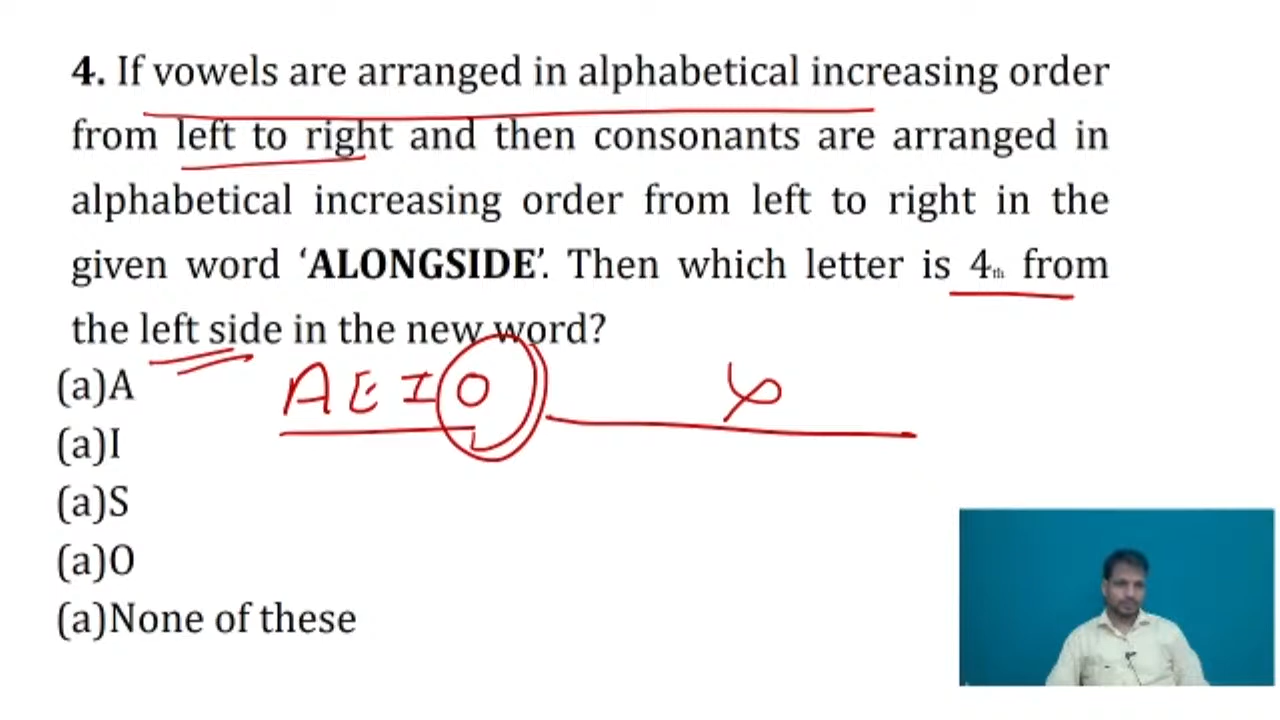 4. If vowels are arranged in alphabetical increasing order
from left to right and then consonants are arranged in
alphabetical increasing order from left to right in the
given word ‘ALONGSIDE’. Then which letter is 4th from
the left side in the new word?
(a)A
A E I O
(a)I
(a)S
(a)O
(a)None of these